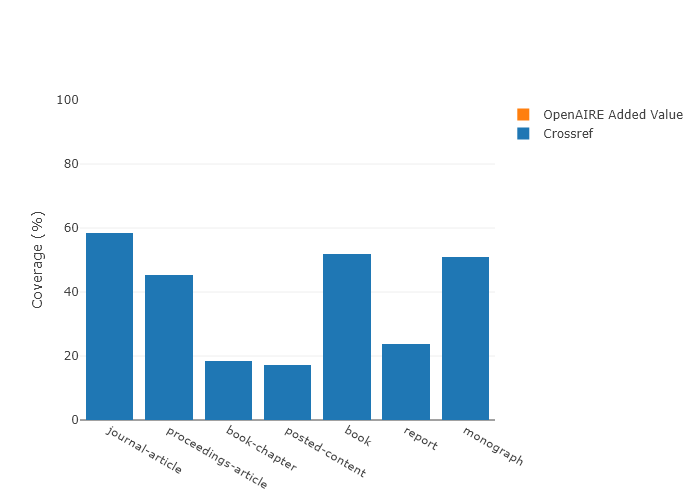 100
80
60
40
20
0
Coverage (%)
journal-article
proceedings-article
book-chapter
posted-content
book
report
monograph
OpenAIRE Added Value
Crossref